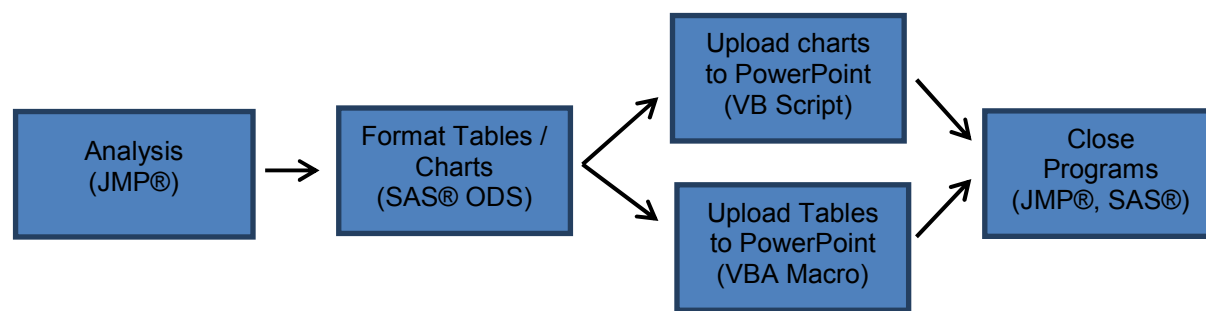 Analysis
(JMP®)
Format Tables /
Charts
(SAS® ODS)
Upload charts
to PowerPoint
(VB Script)
Upload Tables
to PowerPoint
(VBA Macro)
Close
Programs
(JMP®, SAS®)